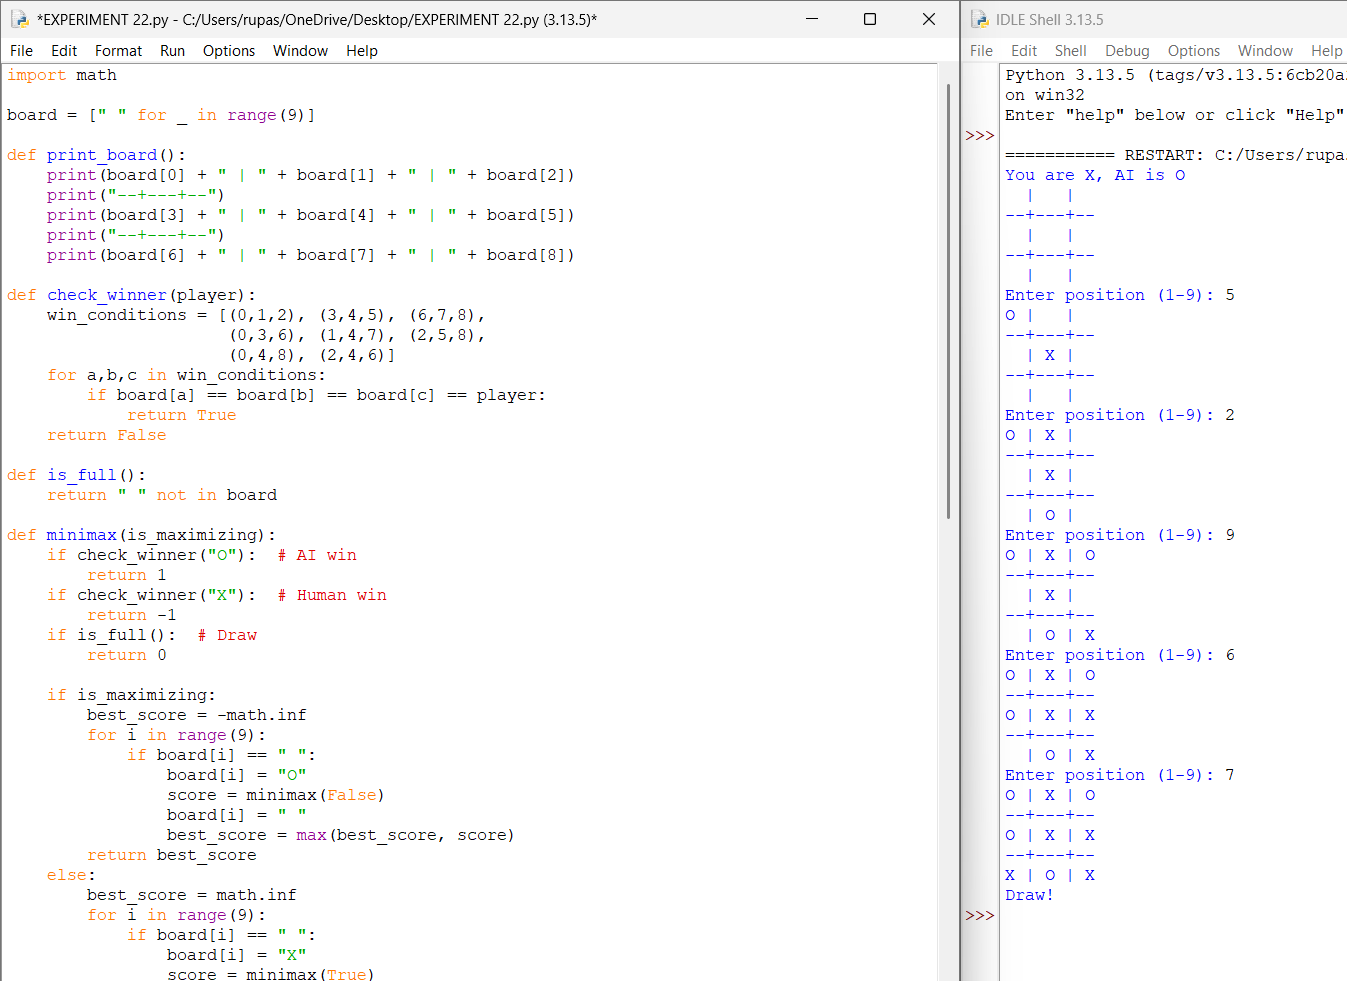 *EXPERIMENT 22.py - C:/Users/rupas/OneDrive/Desktop/EXPERIMENT 22.py (3.13.5)*
File Edit Format Run Options Window Help
import math

board = [" " for _ in range(9)]

def print_board():
    print(board[0] + " | " + board[1] + " | " + board[2])
    print("--+---+--")
    print(board[3] + " | " + board[4] + " | " + board[5])
    print("--+---+--")
    print(board[6] + " | " + board[7] + " | " + board[8])

def check_winner(player):
    win_conditions = [(0,1,2), (3,4,5), (6,7,8),
                      (0,3,6), (1,4,7), (2,5,8),
                      (0,4,8), (2,4,6)]
    for a,b,c in win_conditions:
        if board[a] == board[b] == board[c] == player:
            return True
    return False

def is_full():
    return " " not in board

def minimax(is_maximizing):
    if check_winner("O"):  # AI win
        return 1
    if check_winner("X"):  # Human win
        return -1
    if is_full():  # Draw
        return 0

    if is_maximizing:
        best_score = -math.inf
        for i in range(9):
            if board[i] == " ":
                board[i] = "O"
                score = minimax(False)
                board[i] = " "
                best_score = max(best_score, score)
        return best_score
    else:
        best_score = math.inf
        for i in range(9):
            if board[i] == " ":
                board[i] = "X"
                score = minimax(True)
IDLE Shell 3.13.5
File Edit Shell Debug Options Window Help
Python 3.13.5 (tags/v3.13.5:6cb20a
on win32
Enter "help" below or click "Help"
>>>
=========== RESTART: C:/Users/rupas
You are X, AI is O
  |   |
--+---+--
  |   |
--+---+--
  |   |
Enter position (1-9): 5
O |   |
--+---+--
  | X |
--+---+--
  |   |
Enter position (1-9): 2
O | X |
--+---+--
  | X |
--+---+--
  | O |
Enter position (1-9): 9
O | X | O
--+---+--
  | X |
--+---+--
  | O | X
Enter position (1-9): 6
O | X | O
--+---+--
O | X | X
--+---+--
  | O | X
Enter position (1-9): 7
O | X | O
--+---+--
O | X | X
--+---+--
X | O | X
Draw!
>>>